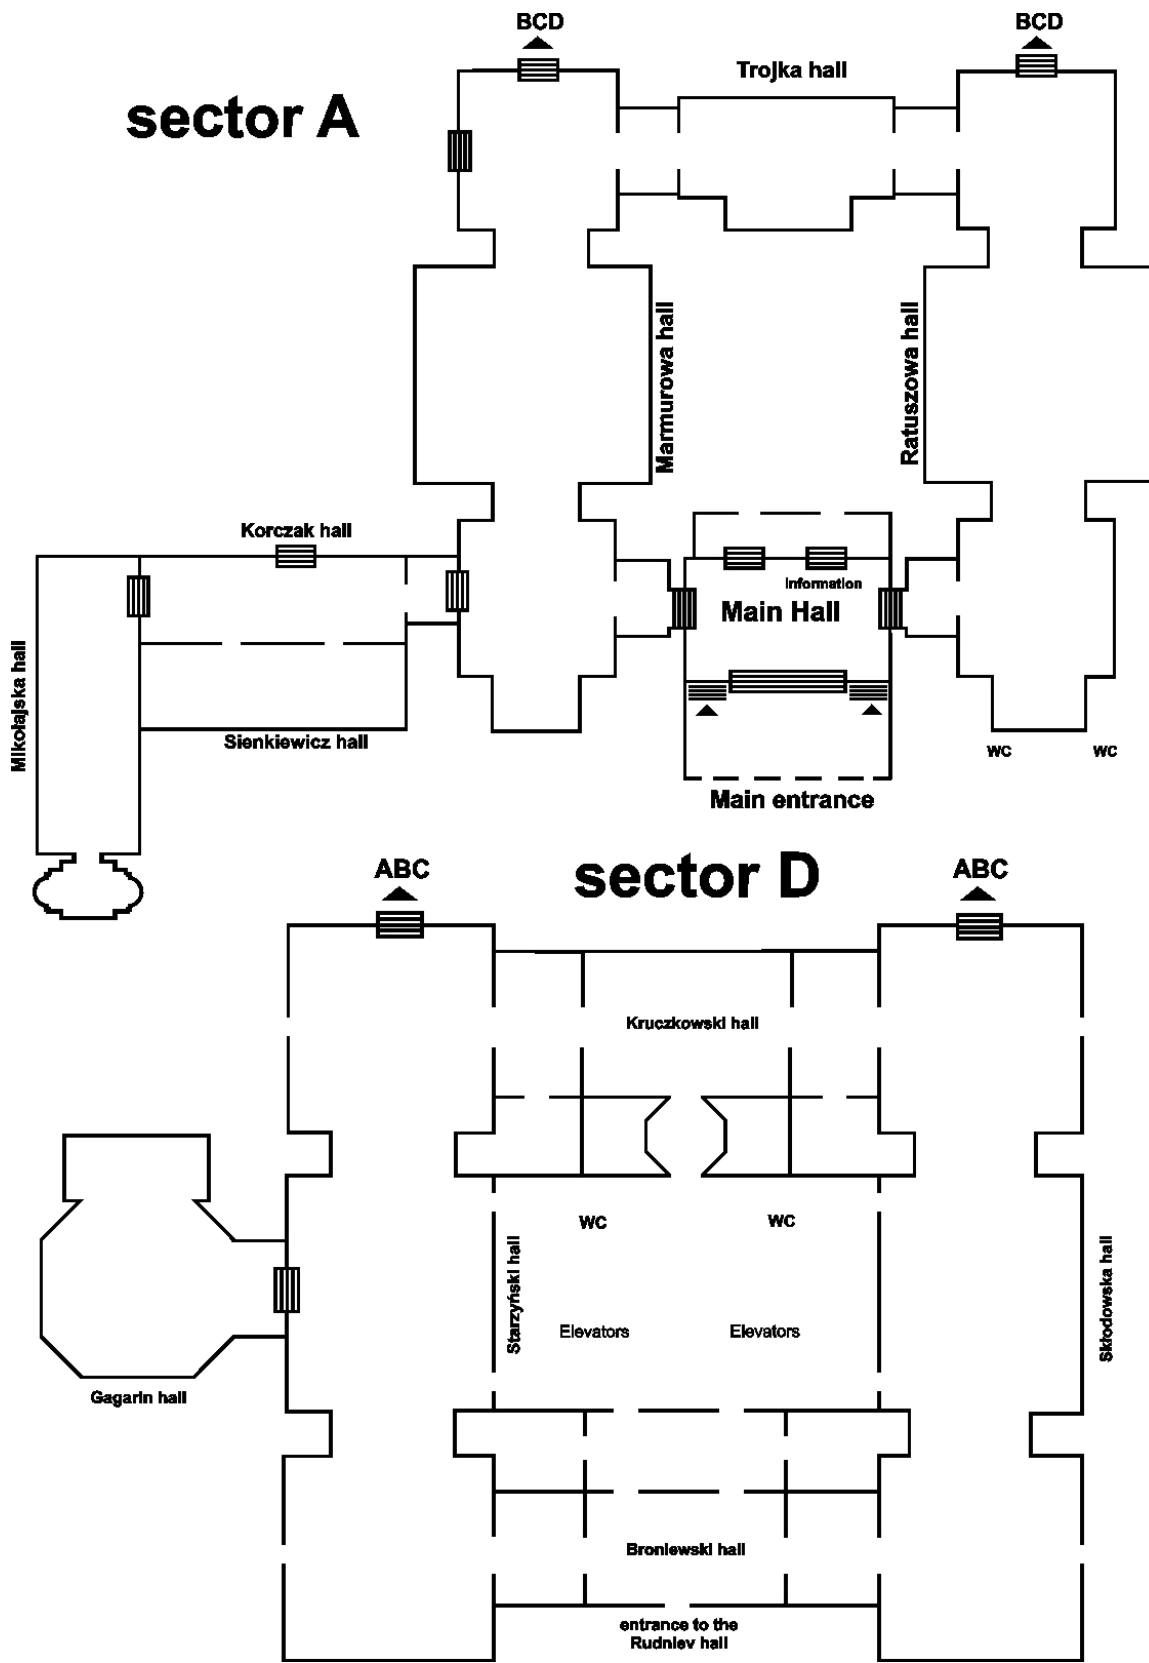 BCD
BCD
Trojka hall
sector A
Marmurowa hall
Ratuszowa hall
Korczak hall
information
Main Hall
Mikołajska hall
Sienkiewicz hall
WC
WC
Main entrance
ABC
sector D
ABC
Kruczkowski hall
WC
WC
Starzyński hall
Skłodowska hall
Elevators
Elevators
Gagarin hall
Broniewski hall
entrance to the
Rudniev hall